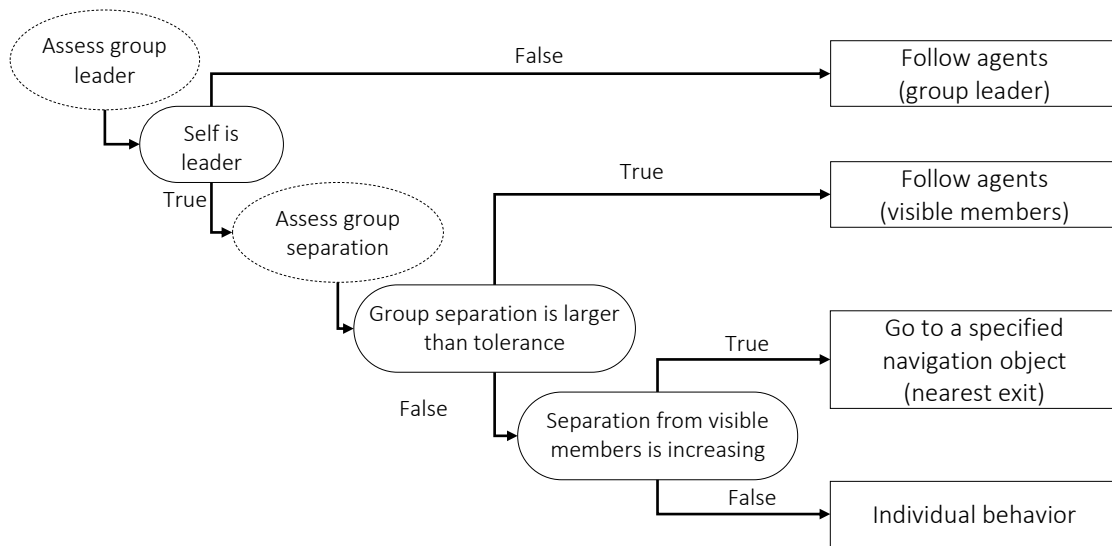 Assess group
leader
False
Follow agents
(group leader)
Self is
leader
True
True
Follow agents
(visible members)
Assess group
separation
Group separation is larger
than tolerance
True
Go to a specified
navigation object
(nearest exit)
False
Separation from visible
members is increasing
False
Individual behavior